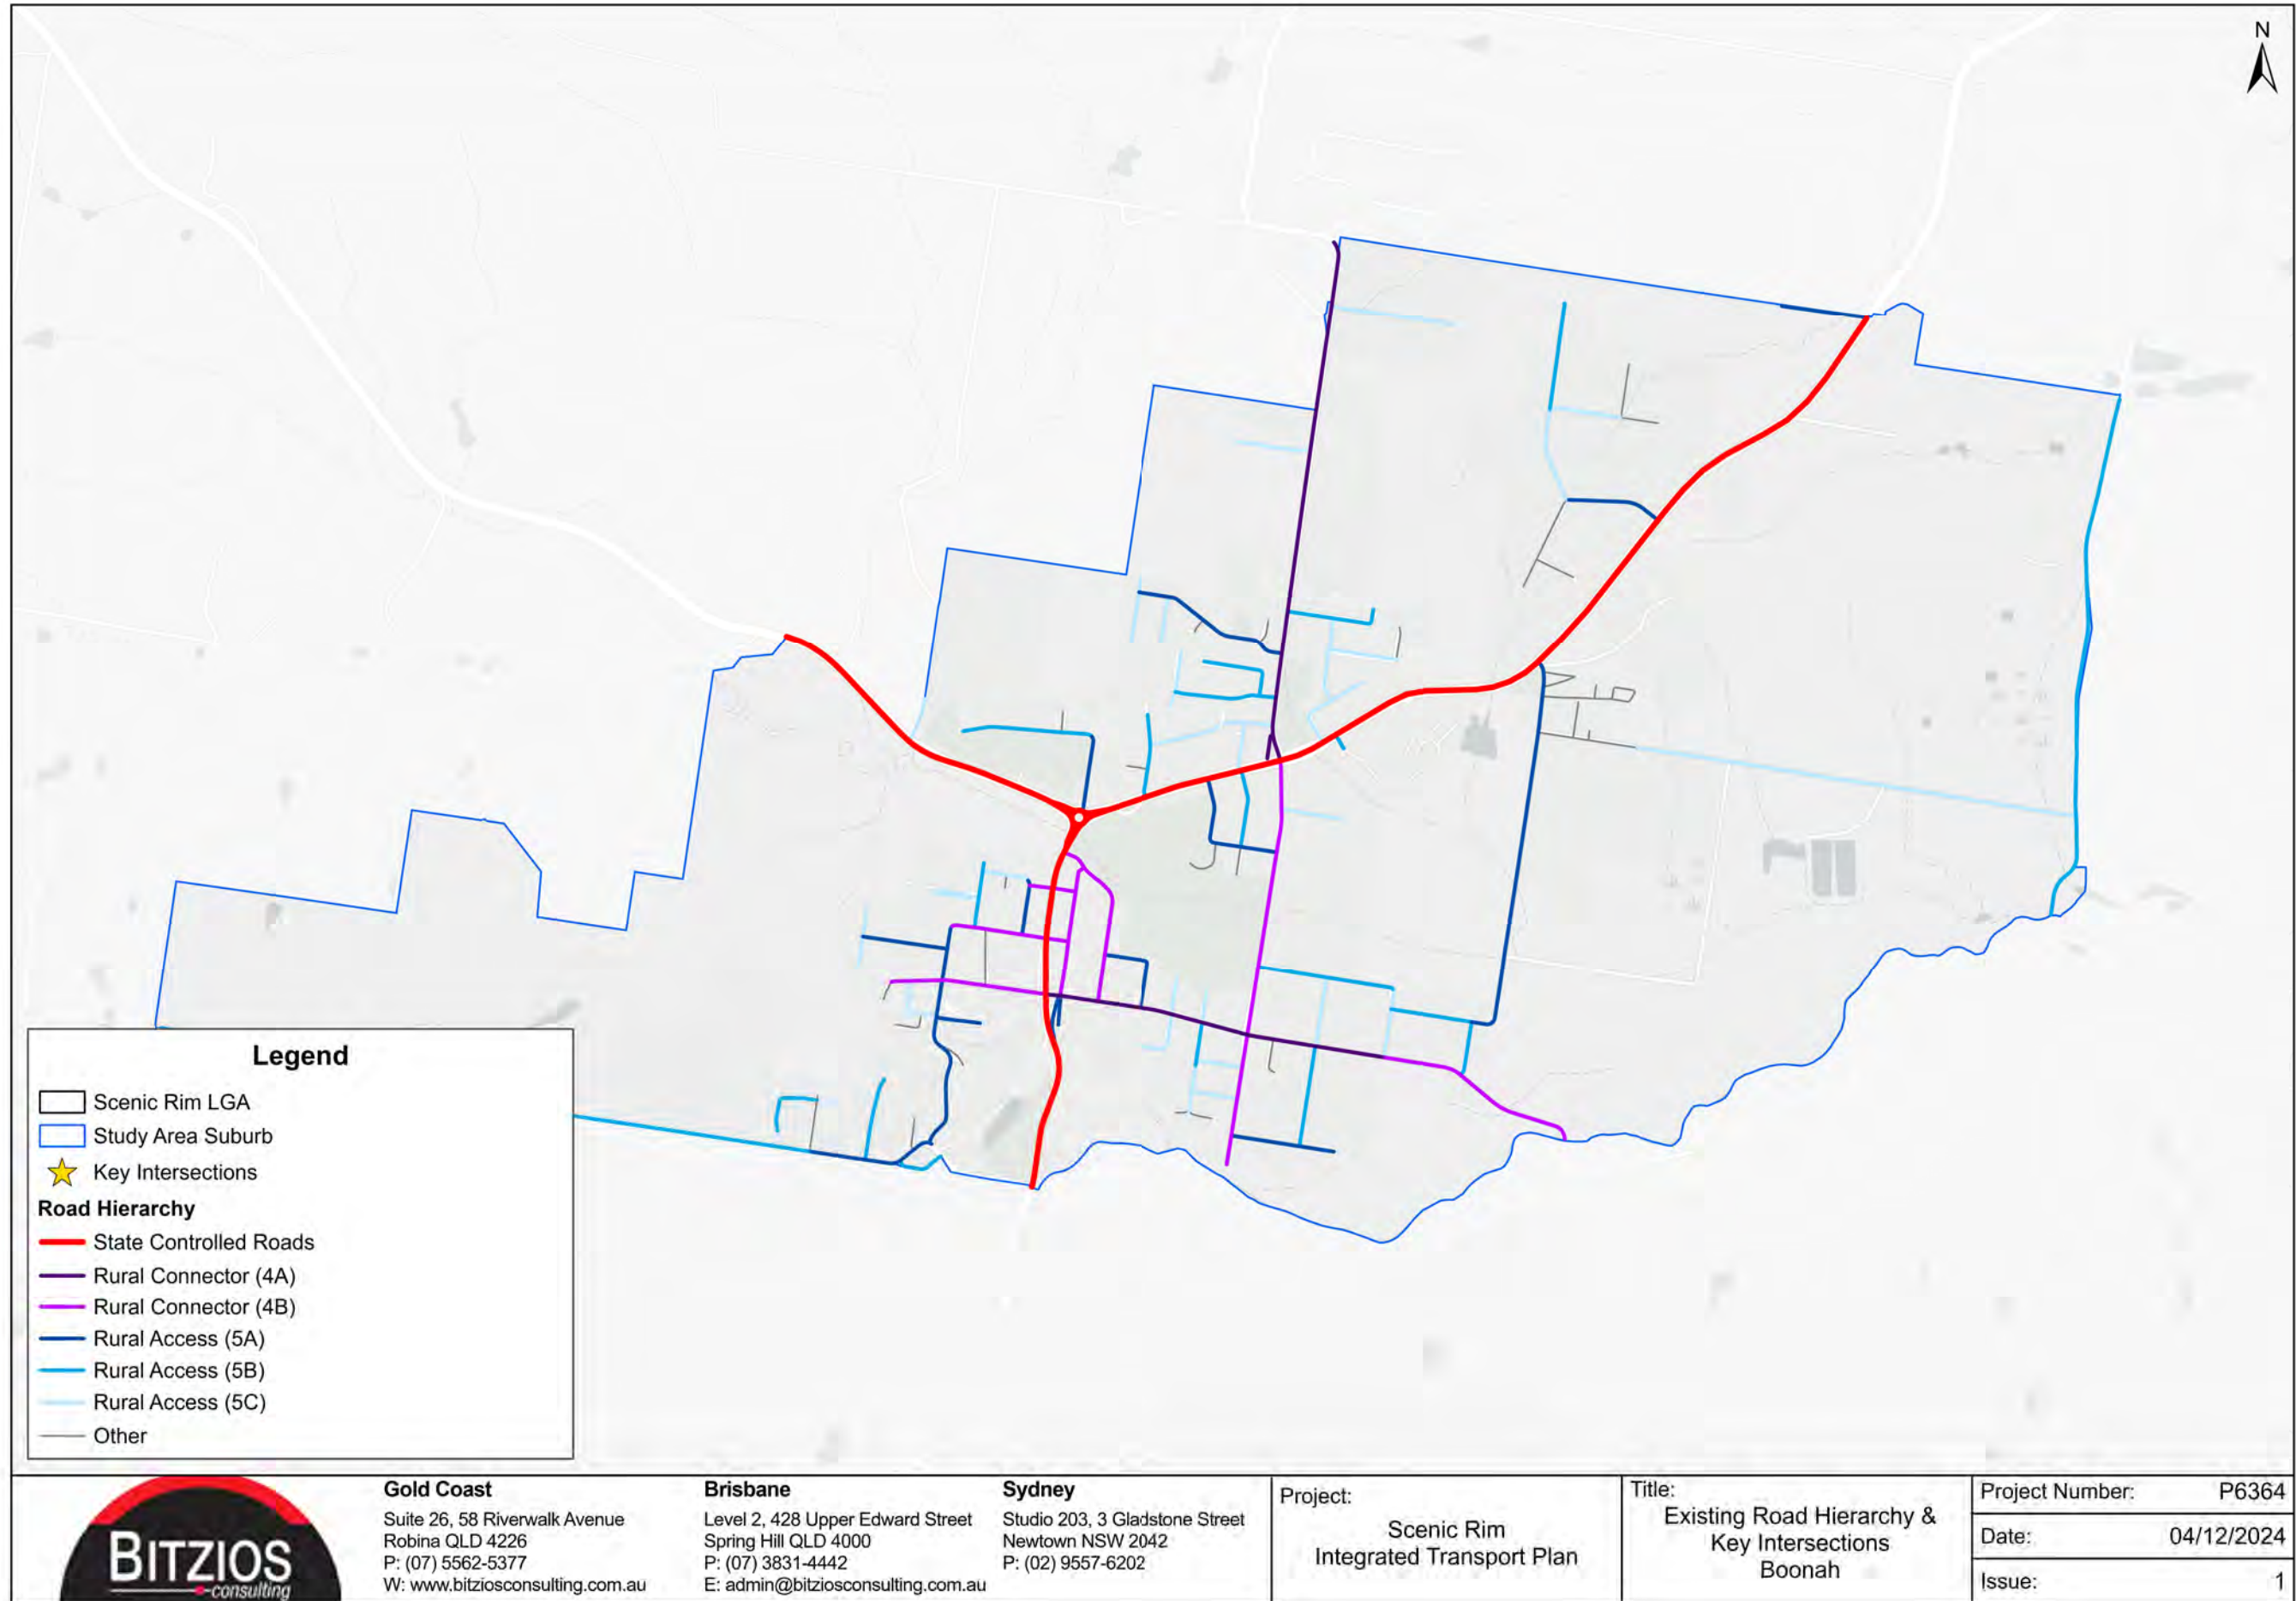 N
Legend
Scenic Rim LGA
Study Area Suburb
Key Intersections
Road Hierarchy
State Controlled Roads
Rural Connector (4A)
Rural Connector (4B)
Rural Access (5A)
Rural Access (5B)
Rural Access (5C)
Other
BITZIOS
consulting
Gold Coast
Suite 26, 58 Riverwalk Avenue
Robina QLD 4226
P: (07) 5562-5377
W: www.bitziosconsulting.com.au
Brisbane
Level 2, 428 Upper Edward Street
Spring Hill QLD 4000
P: (07) 3831-4442
E: admin@bitziosconsulting.com.au
Sydney
Studio 203, 3 Gladstone Street
Newtown NSW 2042
P: (02) 9557-6202
Project:
Scenic Rim
Integrated Transport Plan
Title:
Existing Road Hierarchy &
Key Intersections
Boonah
Project Number: P6364
Date: 04/12/2024
Issue: 1